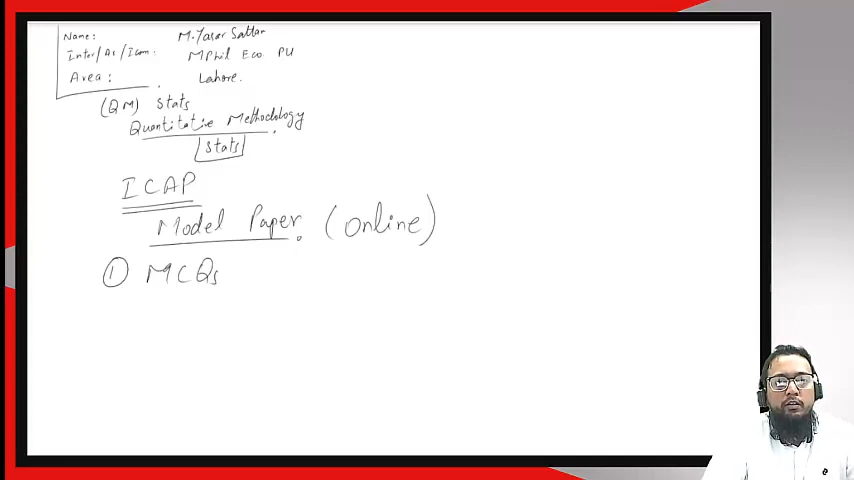 Name: M. Yasar Sattar
Inter/As/Icom: MPhil Eco PU
Area: Lahore.
(QM) Stats
Quantitative Methodology
Stats
ICAP
Model Paper (Online)
① MCQs